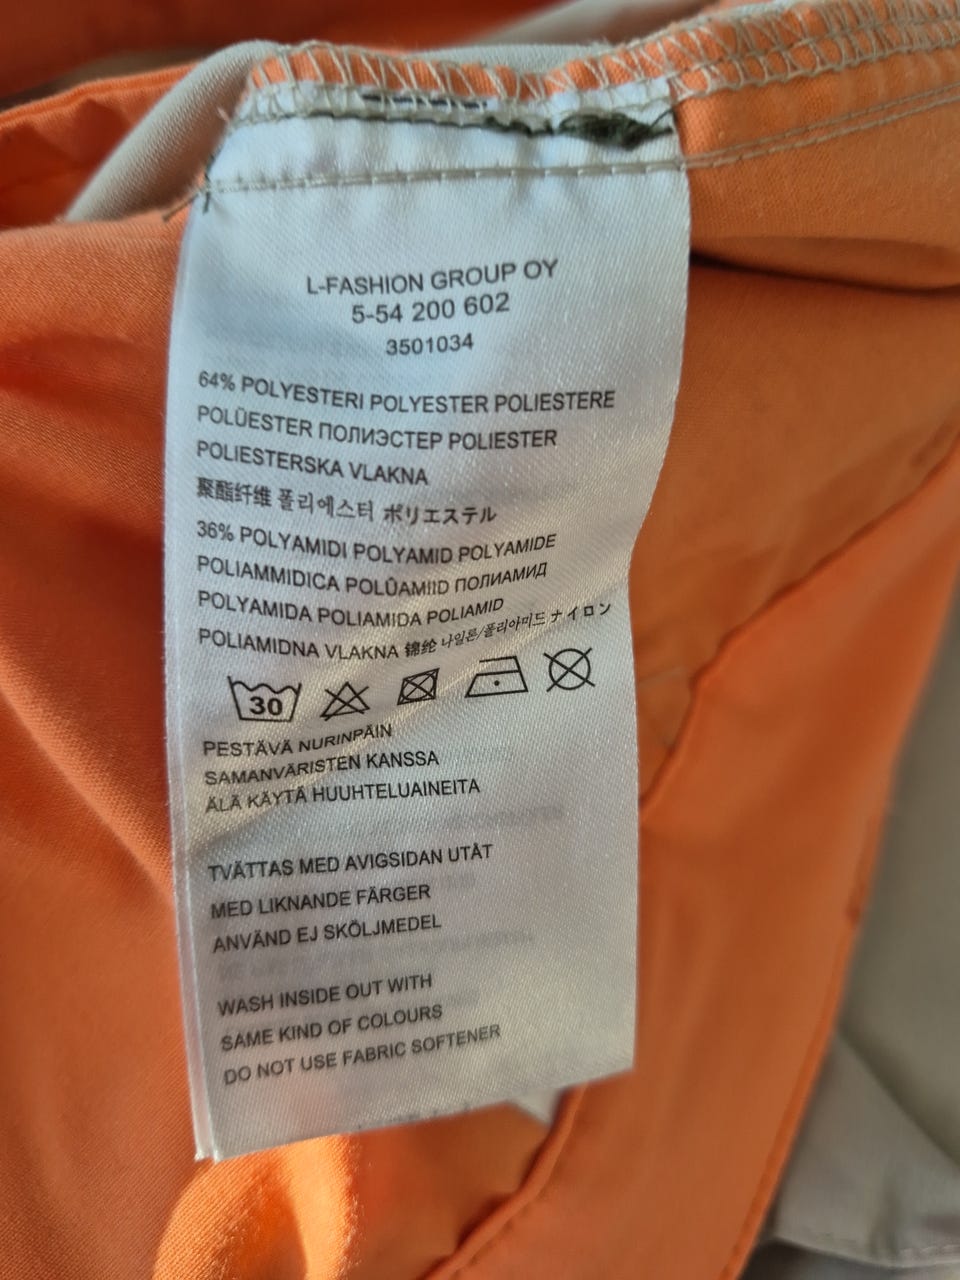 L-FASHION GROUP OY
5-54 200 602
3501034
64% POLYESTERI POLYESTER POLIESTERE
POLÜESTER ПОЛИЭСТЕР POLIESTER
POLIESTERSKA VLAKNA
聚酯纤维 폴리에스터 ポリエステル
36% POLYAMIDI POLYAMID POLYAMIDE
POLIAMMIDICA POLÜAMIID ПОЛИАМИД
POLYAMIDA POLIAMIDA POLIAMID
POLIAMIDNA VLAKNA 锦纶 나일론/폴리아미드 ナイロン
30
PESTÄVÄ NURINPÄIN
SAMANVÄRISTEN KANSSA
ÄLÄ KÄYTÄ HUUHTELUAINEITA
TVÄTTAS MED AVIGSIDAN UTÅT
MED LIKNANDE FÄRGER
ANVÄND EJ SKÖLJMEDEL
WASH INSIDE OUT WITH
SAME KIND OF COLOURS
DO NOT USE FABRIC SOFTENER